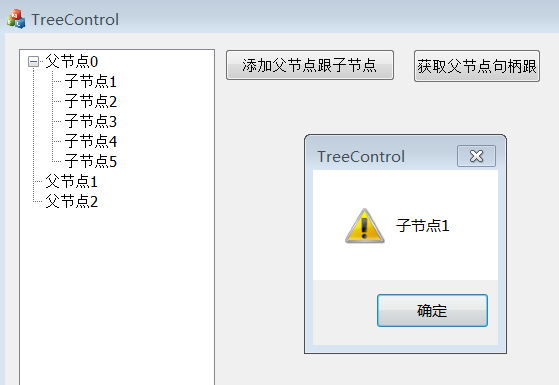 TreeControl
父节点0
子节点1
子节点2
子节点3
子节点4
子节点5
父节点1
父节点2
添加父节点跟子节点
获取父节点句柄跟
TreeControl
子节点1
确定